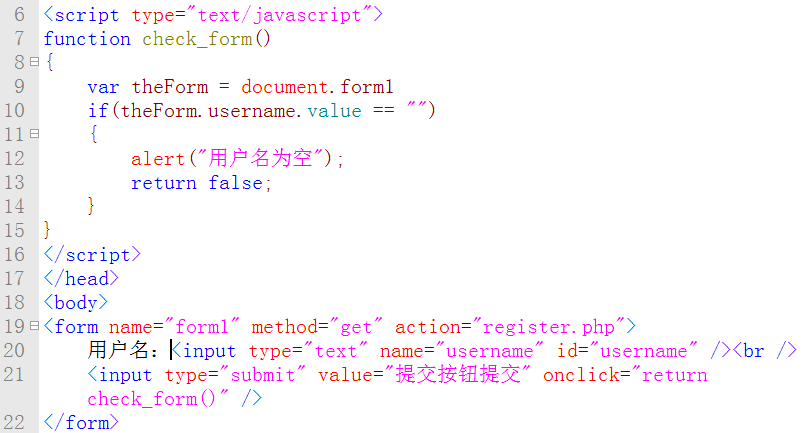 6 <script type="text/javascript">
7 function check_form()
8 {
9 var theForm = document.form1
10 if(theForm.username.value == "")
11 {
12 alert("用户名为空");
13 return false;
14 }
15 }
16 </script>
17 </head>
18 <body>
19 <form name="form1" method="get" action="register.php">
20 用户名：<input type="text" name="username" id="username" /><br />
21 <input type="submit" value="提交按钮提交" onclick="return
check_form()" />
22 </form>